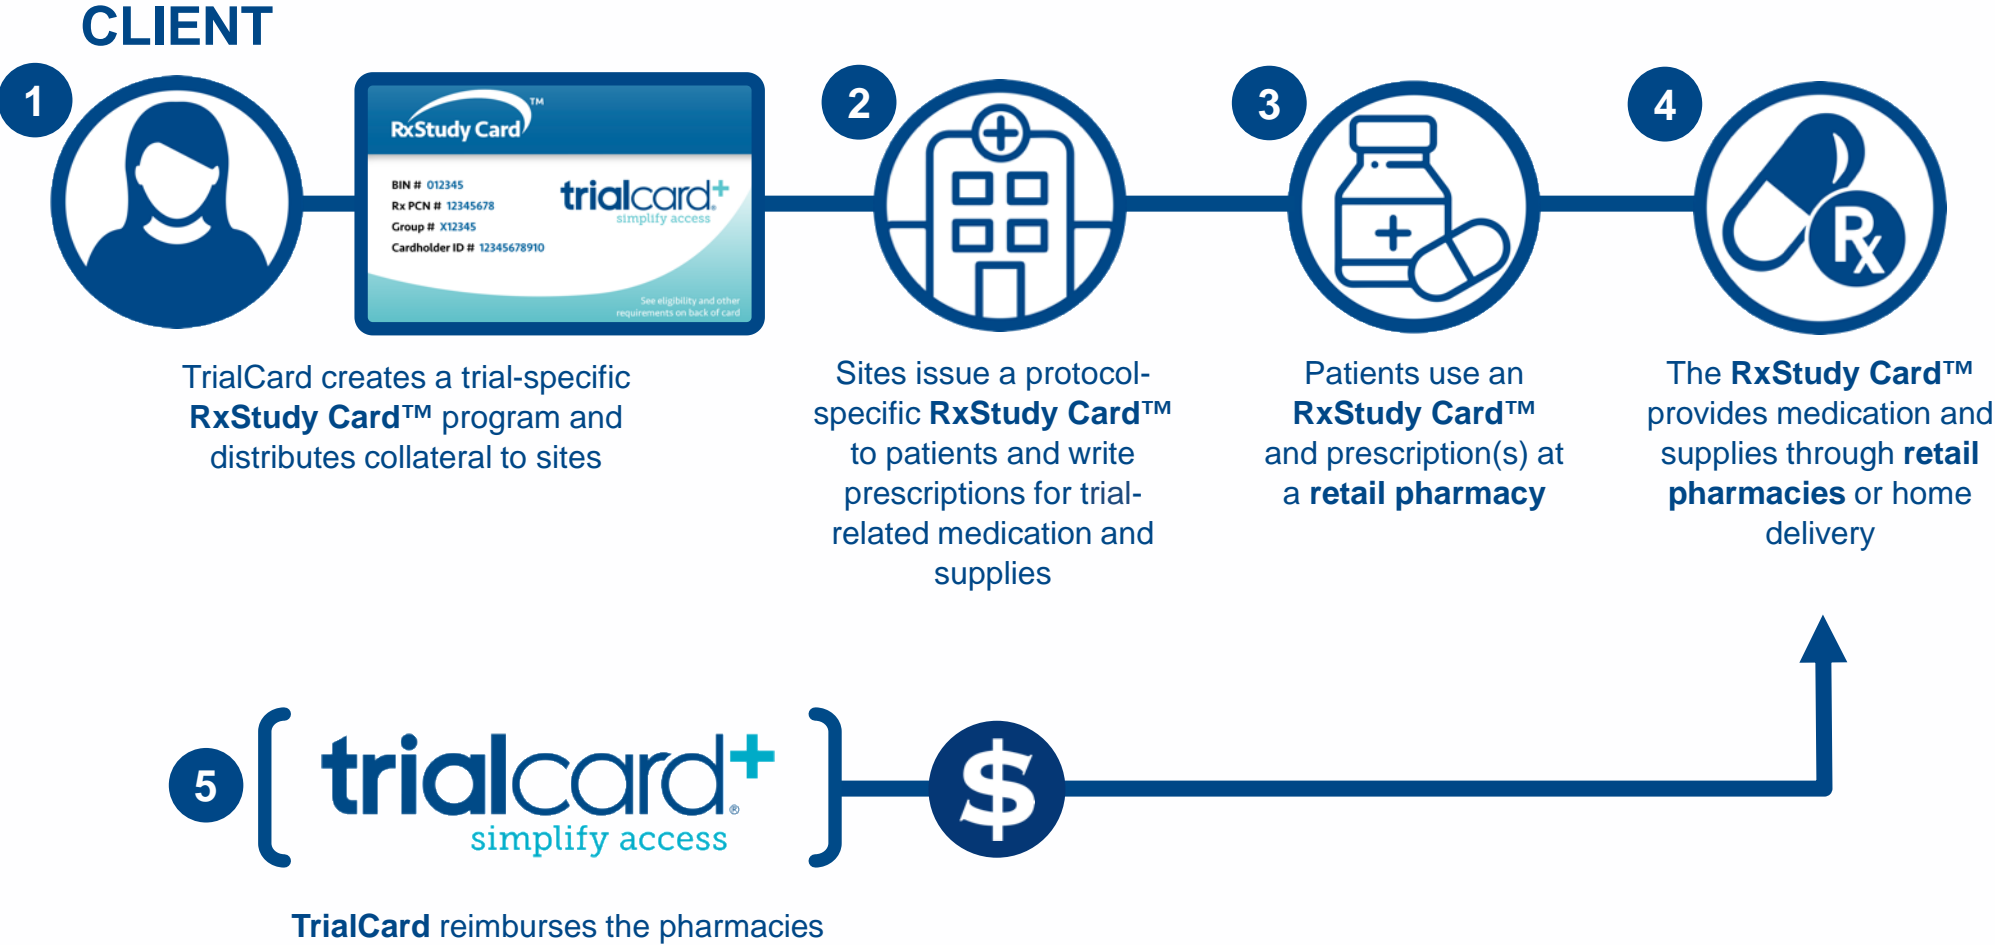 CLIENT
1
RxStudy Card™
BIN # 012345
Rx PCN # 12345678
Group # X12345
Cardholder ID # 12345678910
trialcard+®
simplify access
See eligibility and other
requirements on back of card
TrialCard creates a trial-specific
RxStudy Card™ program and
distributes collateral to sites
2
Sites issue a protocol-
specific RxStudy Card™
to patients and write
prescriptions for trial-
related medication and
supplies
3
Patients use an
RxStudy Card™
and prescription(s) at
a retail pharmacy
4
Rx
The RxStudy Card™
provides medication and
supplies through retail
pharmacies or home
delivery
5
trialcard+®
simplify access
$
TrialCard reimburses the pharmacies